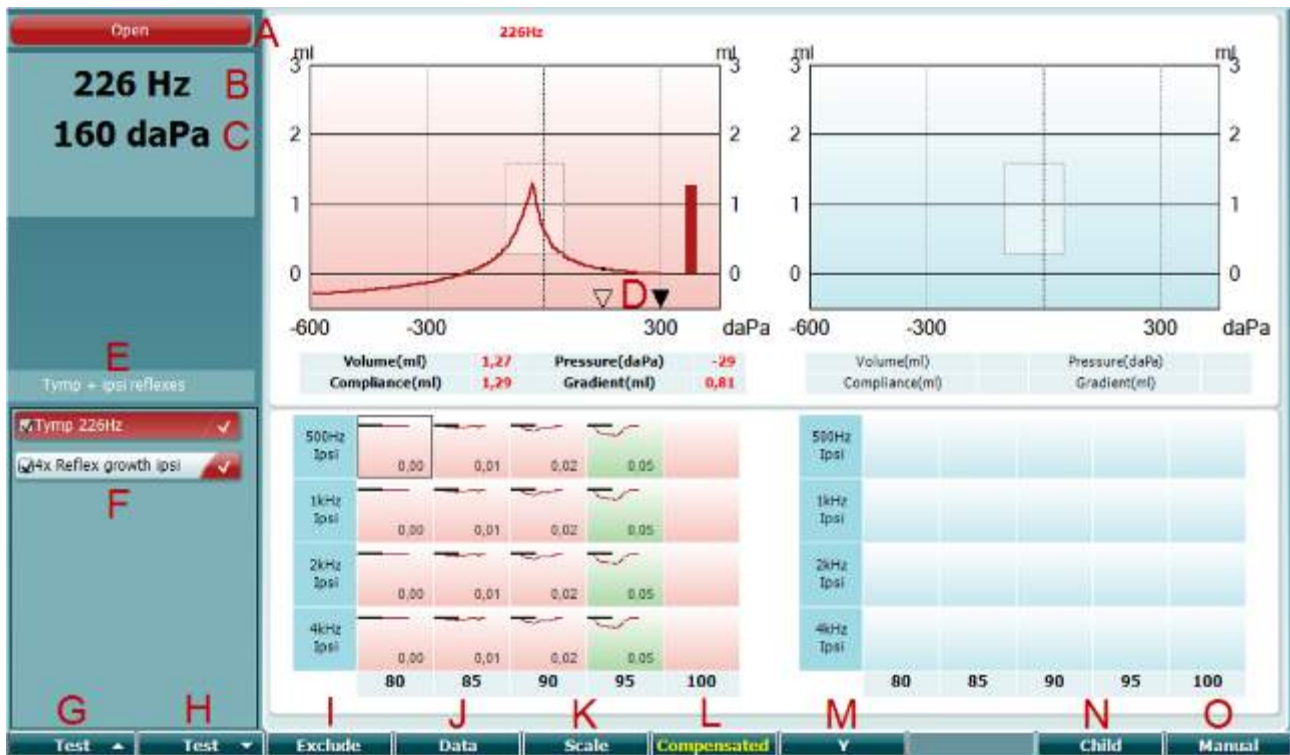 Open
A
226 Hz
B
160 daPa
C
226Hz
ml
ml
3
3
2
2
1
1
0
0
D
-600
-300
300
daPa
ml
ml
3
3
2
2
1
1
0
0
-600
-300
300
daPa
Volume(ml) 1,27 Pressure(daPa) -29
Compliance(ml) 1,29 Gradient(ml) 0,81
Volume(ml) Pressure(daPa)
Compliance(ml) Gradient(ml)
E
Tymp + ipsi reflexes
Tymp 226Hz
4x Reflex growth ipsi
F
500Hz
Ipsi
0,00 0,01 0,02 0,05
1kHz
Ipsi
0,00 0,01 0,02 0,05
2kHz
Ipsi
0,00 0,01 0,02 0,05
4kHz
Ipsi
0,00 0,01 0,02 0,05
80 85 90 95 100
500Hz
Ipsi
1kHz
Ipsi
2kHz
Ipsi
4kHz
Ipsi
80 85 90 95 100
G H I J K L M N O
Test Test Exclude Data Scale Compensated Y Child Manual